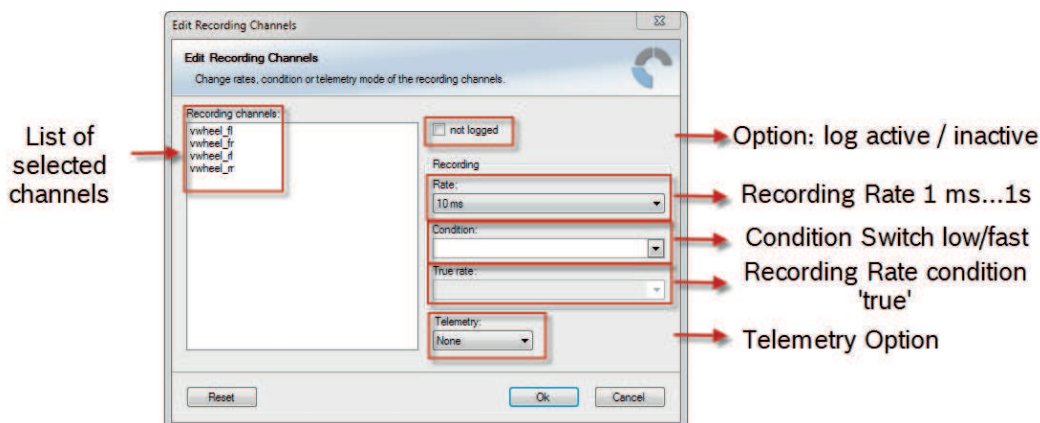 Edit Recording Channels
Edit Recording Channels
Change rates, condition or telemetry mode of the recording channels.
List of
selected
channels
Recording channels:
vwheel_fl
vwheel_fr
vwheel_rl
vwheel_rr
not logged
Option: log active / inactive
Recording
Rate:
10 ms
Recording Rate 1 ms...1s
Condition:
Condition Switch low/fast
True rate:
Recording Rate condition
'true'
Telemetry:
None
Telemetry Option
Reset
Ok
Cancel